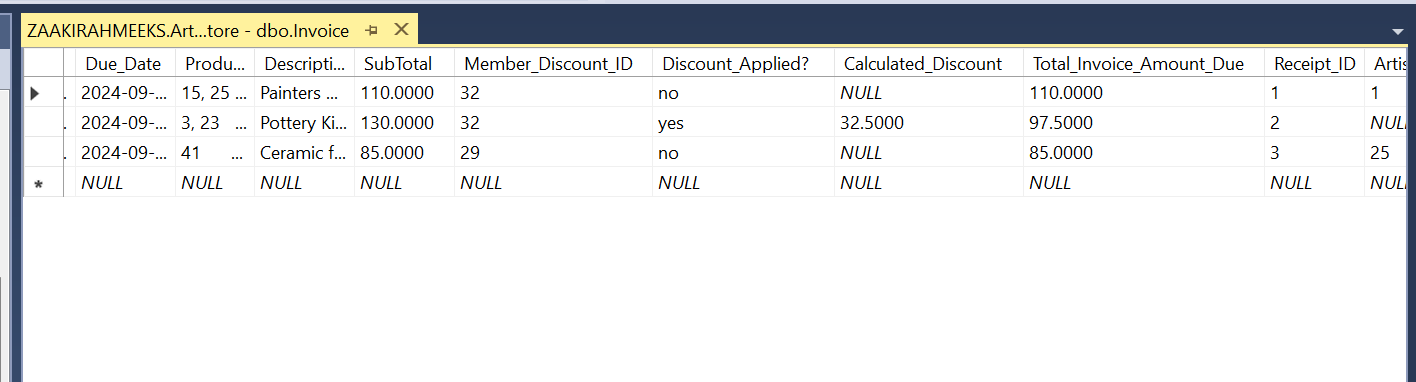 ZAAKIRAHMEEKS.Art...tore - dbo.Invoice
Due_Date Produ... Descripti... SubTotal Member_Discount_ID Discount_Applied? Calculated_Discount Total_Invoice_Amount_Due Receipt_ID Artis
. 2024-09-... 15, 25 ... Painters ... 110.0000 32 no NULL 110.0000 1 1
. 2024-09-... 3, 23 ... Pottery Ki... 130.0000 32 yes 32.5000 97.5000 2 NUL
. 2024-09-... 41 ... Ceramic f... 85.0000 29 no NULL 85.0000 3 25
* NULL NULL NULL NULL NULL NULL NULL NULL NULL NUL